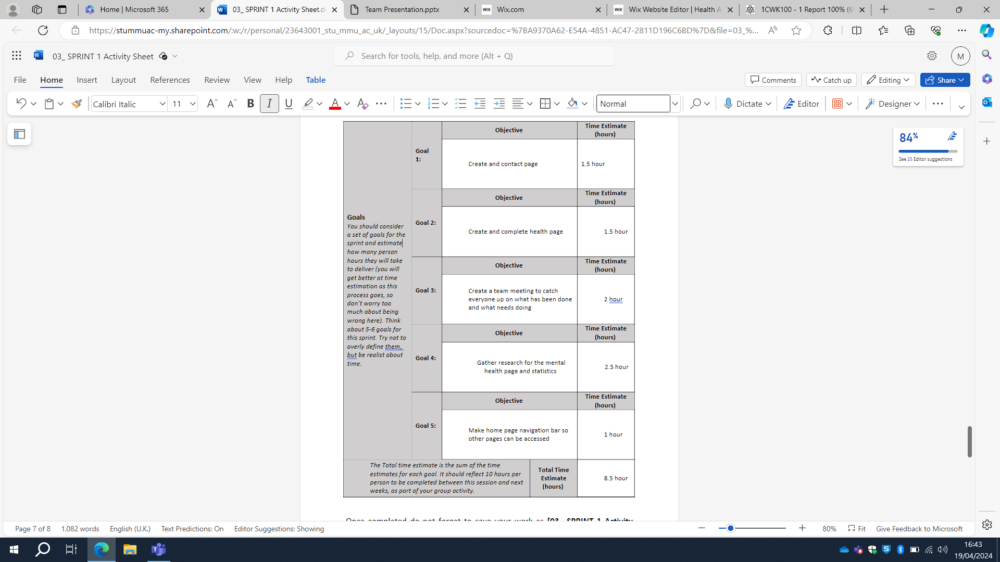 Home | Microsoft 365
03_ SPRINT 1 Activity Sheet.d
Team Presentation.pptx
WIX Wix.com
WIX Wix Website Editor | Health A
1CWK100 - 1 Report 100% (6
https://stummuac-my.sharepoint.com/:w:/r/personal/23643001_stu_mmu_ac_uk/_layouts/15/Doc.aspx?sourcedoc=%7BA9370A62-E54A-4851-AC47-2811D196C6BD%7D&file=03_%...
03_ SPRINT 1 Activity Sheet
Search for tools, help, and more (Alt + Q)
M
File Home Insert Layout References Review View Help Table
Comments Catch up Editing Share
Calibri Italic 11 B I U Normal Dictate Editor Designer
84%
See 25 Editor suggestions
Goals
You should consider
a set of goals for the
sprint and estimate
how many person
hours they will take
to deliver (you will
get better at time
estimation as this
process goes, so
don't worry too
much about being
wrong here). Think
about 5-6 goals for
this sprint. Try not to
overly define them,
but be realist about
time.
Goal
1:
Objective
Time Estimate
(hours)
Create and contact page
1.5 hour
Goal 2:
Objective
Time Estimate
(hours)
Create and complete health page
1.5 hour
Goal 3:
Objective
Time Estimate
(hours)
Create a team meeting to catch
everyone up on what has been done
and what needs doing
2 hour
Goal 4:
Objective
Time Estimate
(hours)
Gather research for the mental
health page and statistics
2.5 hour
Goal 5:
Objective
Time Estimate
(hours)
Make home page navigation bar so
other pages can be accessed
1 hour
The Total time estimate is the sum of the time
estimates for each goal. It should reflect 10 hours per
person to be completed between this session and next
weeks, as part of your group activity.
Total Time
Estimate
(hours)
8.5 hour
Once completed do not forget to save your work as [03_ SPRINT 1 Activity
Page 7 of 8 1,082 words English (U.K.) Text Predictions: On Editor Suggestions: Showing
80% Fit Give Feedback to Microsoft
16:43
19/04/2024